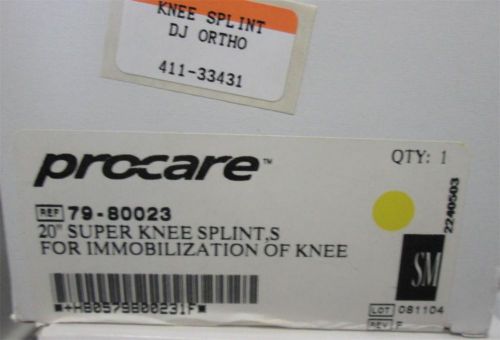 KNEE SPLINT
DJ ORTHO
411-33431
procare™
QTY: 1
REF 79-80023
20" SUPER KNEE SPLINT,S
FOR IMMOBILIZATION OF KNEE
2240503
SM
*+H80579800231F*
LOT 081104
REV F